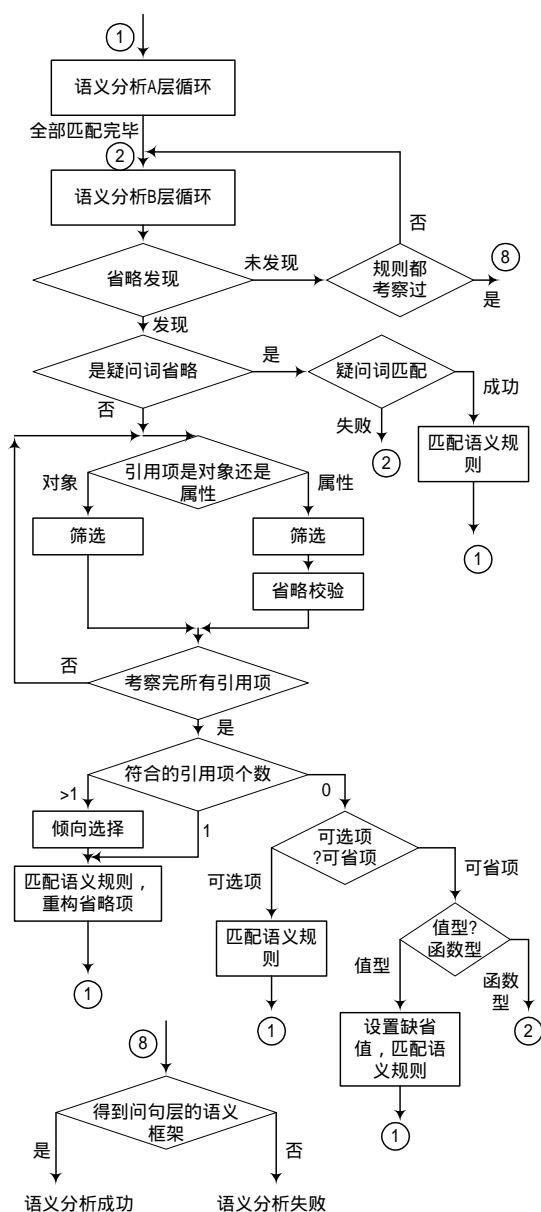 1
语义分析A层循环
全部匹配完毕
2
语义分析B层循环
否
省略发现
未发现
规则都
考察过
8
是
发现
是疑问词省略
是
疑问词匹配
成功
否
失败
2
匹配语义规
则
1
对象
引用项是对象还是
属性
属性
筛选
筛选
省略校验
否
考察完所有引用项
是
符合的引用项个数
>1
1
0
倾向选择
匹配语义规则，
重构省略项
1
可选项
?可省项
可选项
可省项
匹配语义规
则
1
值型?
函数型
值型
函数
型
2
设置缺省
值，匹配语
义规则
1
8
得到问句层的语义
框架
是
否
语义分析成功
语义分析失败